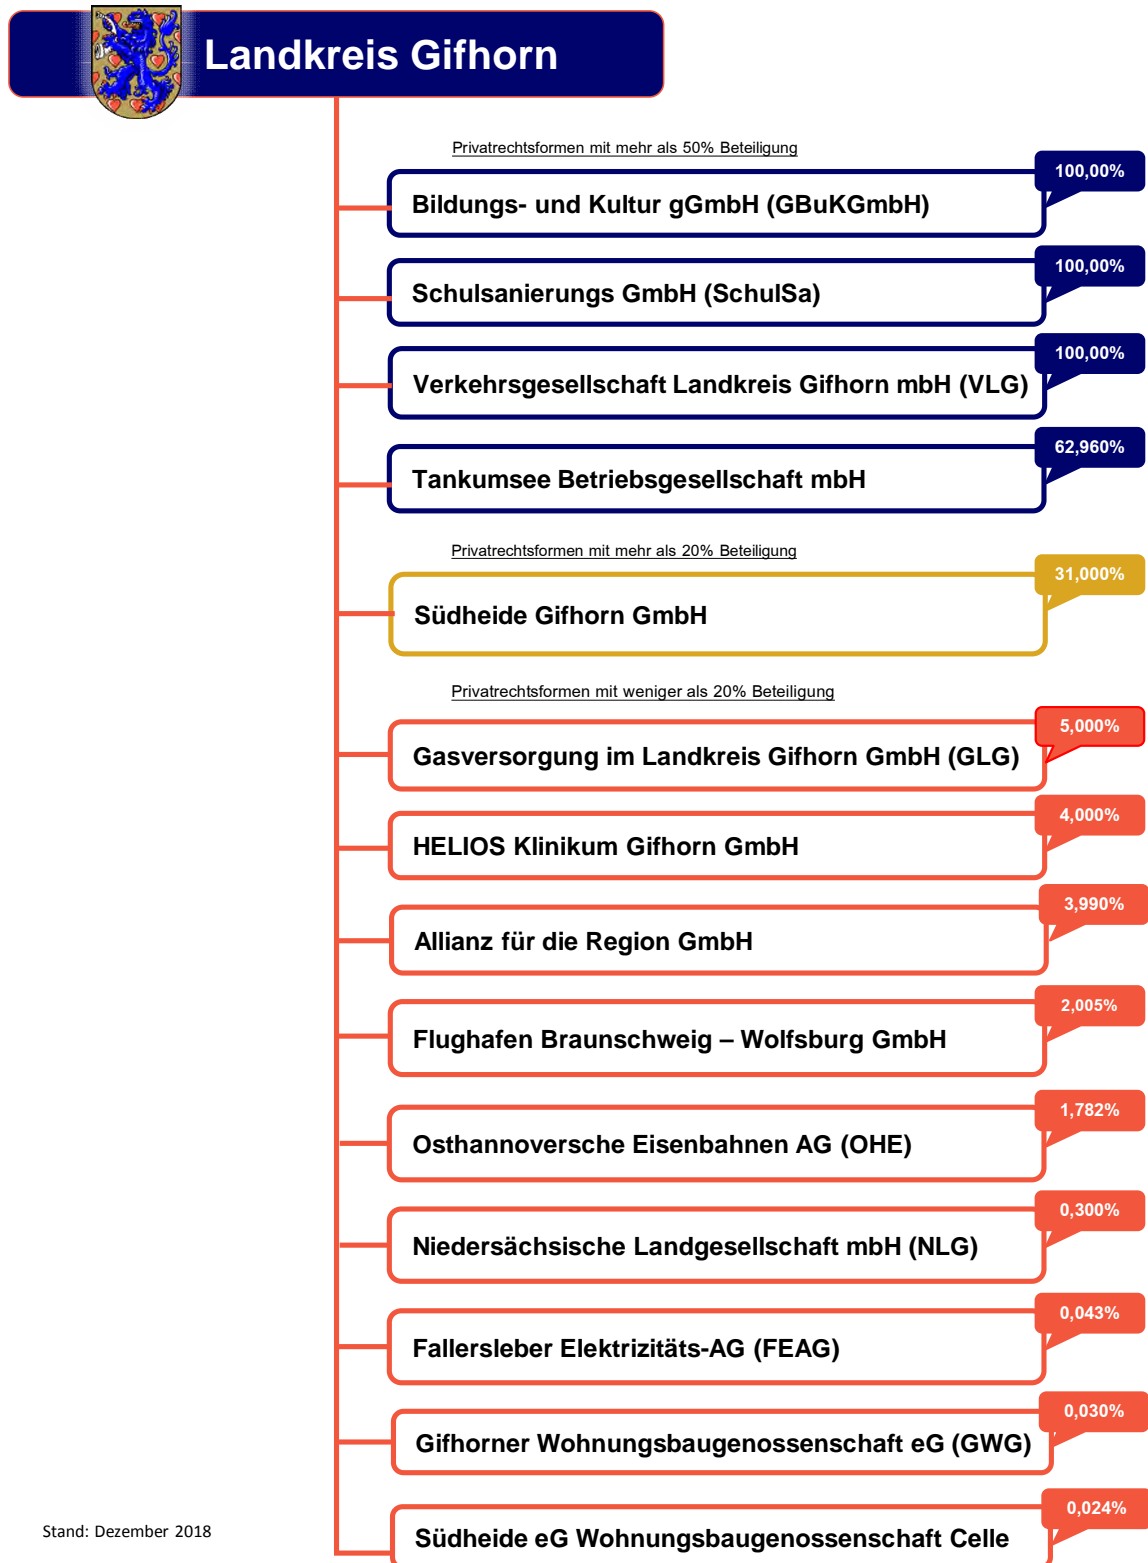 Landkreis Gifhorn
Privatrechtsformen mit mehr als 50% Beteiligung
100,00%
Bildungs- und Kultur gGmbH (GBuKGmbH)
100,00%
Schulsanierungs GmbH (SchulSa)
100,00%
Verkehrsgesellschaft Landkreis Gifhorn mbH (VLG)
62,960%
Tankumsee Betriebsgesellschaft mbH
Privatrechtsformen mit mehr als 20% Beteiligung
31,000%
Südheide Gifhorn GmbH
Privatrechtsformen mit weniger als 20% Beteiligung
5,000%
Gasversorgung im Landkreis Gifhorn GmbH (GLG)
4,000%
HELIOS Klinikum Gifhorn GmbH
3,990%
Allianz für die Region GmbH
2,005%
Flughafen Braunschweig – Wolfsburg GmbH
1,782%
Osthannoversche Eisenbahnen AG (OHE)
0,300%
Niedersächsische Landgesellschaft mbH (NLG)
0,043%
Fallersleber Elektrizitäts-AG (FEAG)
0,030%
Gifhorner Wohnungsbaugenossenschaft eG (GWG)
0,024%
Südheide eG Wohnungsbaugenossenschaft Celle
Stand: Dezember 2018